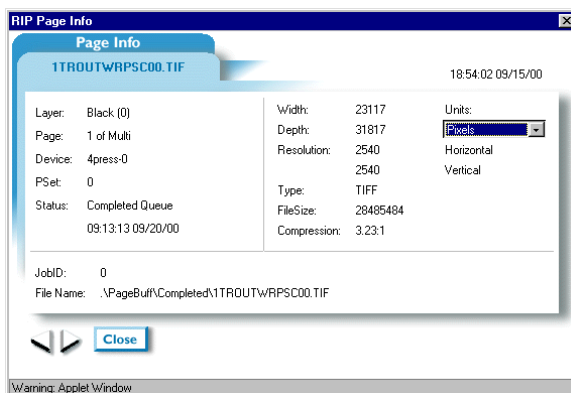 RIP Page Info
Page Info
1TROUTWRPSC00.TIF
18:54:02 09/15/00
Layer: Black (0)
Page: 1 of Multi
Device: 4press-0
PSet: 0
Status: Completed Queue
09:13:13 09/20/00
Width: 23117
Depth: 31817
Resolution: 2540
2540
Type: TIFF
FileSize: 28485484
Compression: 3.23:1
Units:
Pixels
Horizontal
Vertical
JobID: 0
File Name: .\PageBuff\Completed\1TROUTWRPSC00.TIF
Close
Warning: Applet Window